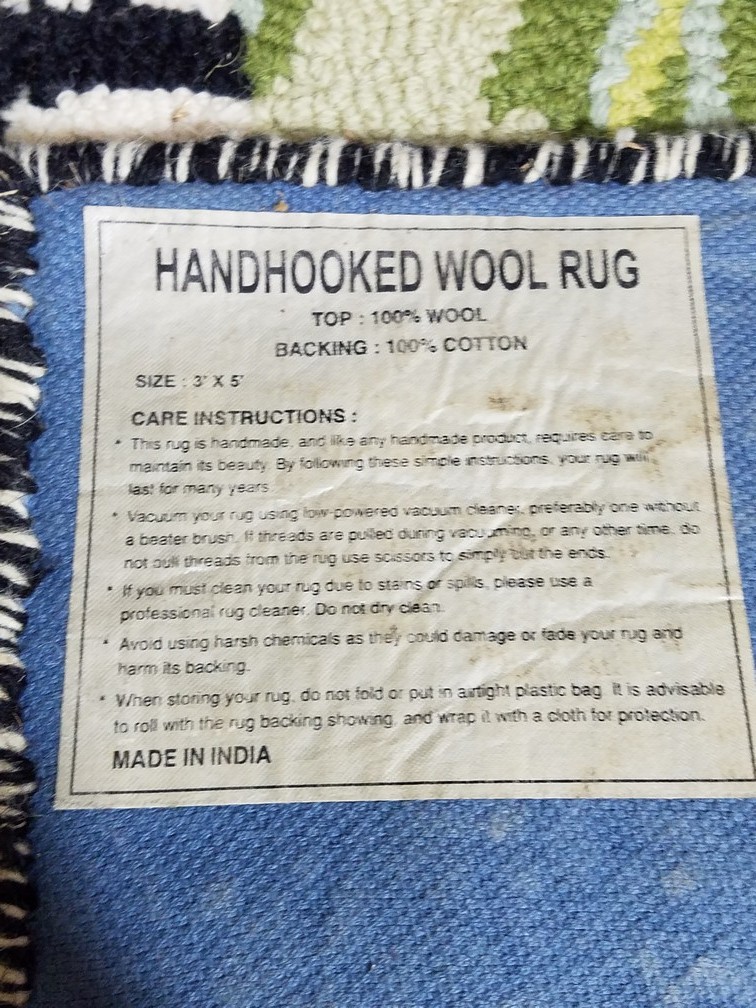 HANDHOOKED WOOL RUG
TOP : 100% WOOL
BACKING : 100% COTTON
SIZE : 3' X 5'
CARE INSTRUCTIONS :
* This rug is handmade, and like any handmade product, requires care to
maintain its beauty. By following these simple instructions, your rug will
last for many years.
* Vacuum your rug using low-powered vacuum cleaner, preferably one without
a beater brush. If threads are pulled during vacuuming, or any other time, do
not pull threads from the rug use scissors to simply cut the ends.
* If you must clean your rug due to stains or spills, please use a
professional rug cleaner. Do not dry clean.
* Avoid using harsh chemicals as they could damage or fade your rug and
harm its backing.
* When storing your rug, do not fold or put in airtight plastic bag. It is advisable
to roll with the rug backing showing, and wrap it with a cloth for protection.
MADE IN INDIA